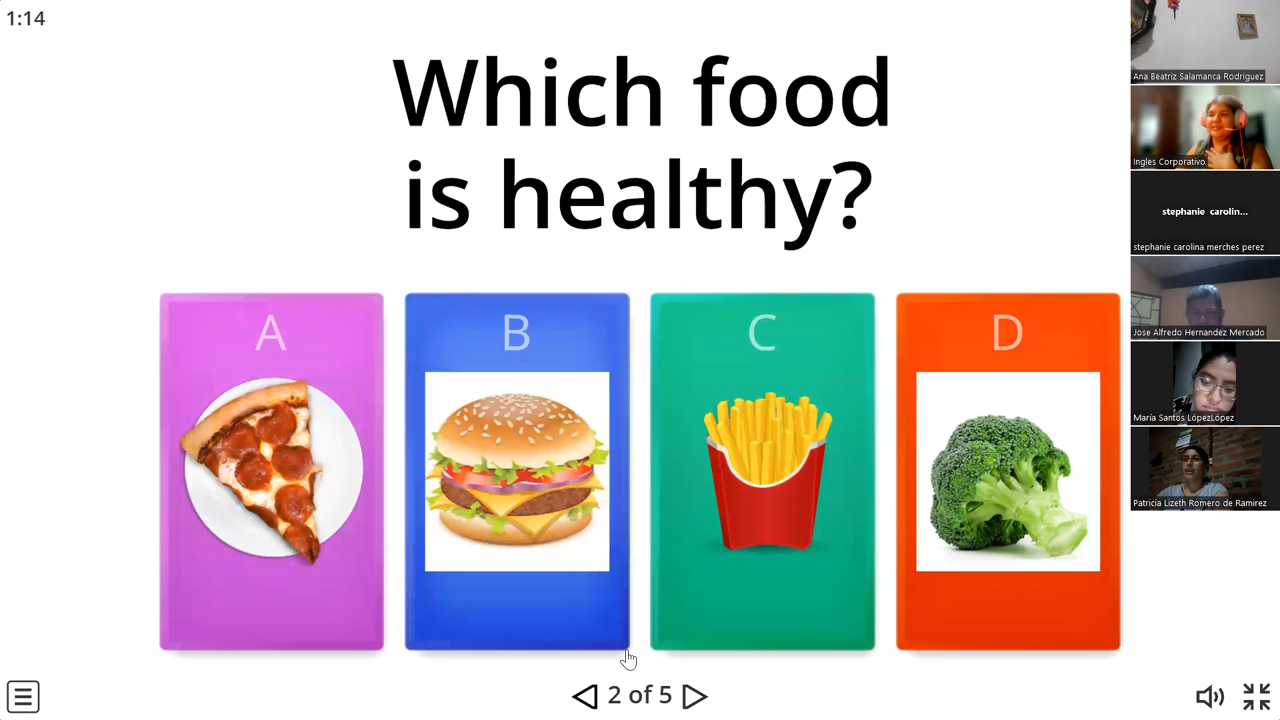 1:14
Which food
is healthy?
A
B
C
D
2 of 5
Ana Beatriz Salamanca Rodriguez
Ingles Corporativo
stephanie carolin...
stephanie carolina merches perez
Jose Alfredo Hernandez Mercado
María Santos LópezLópez
Patricia Lizeth Romero de Ramirez